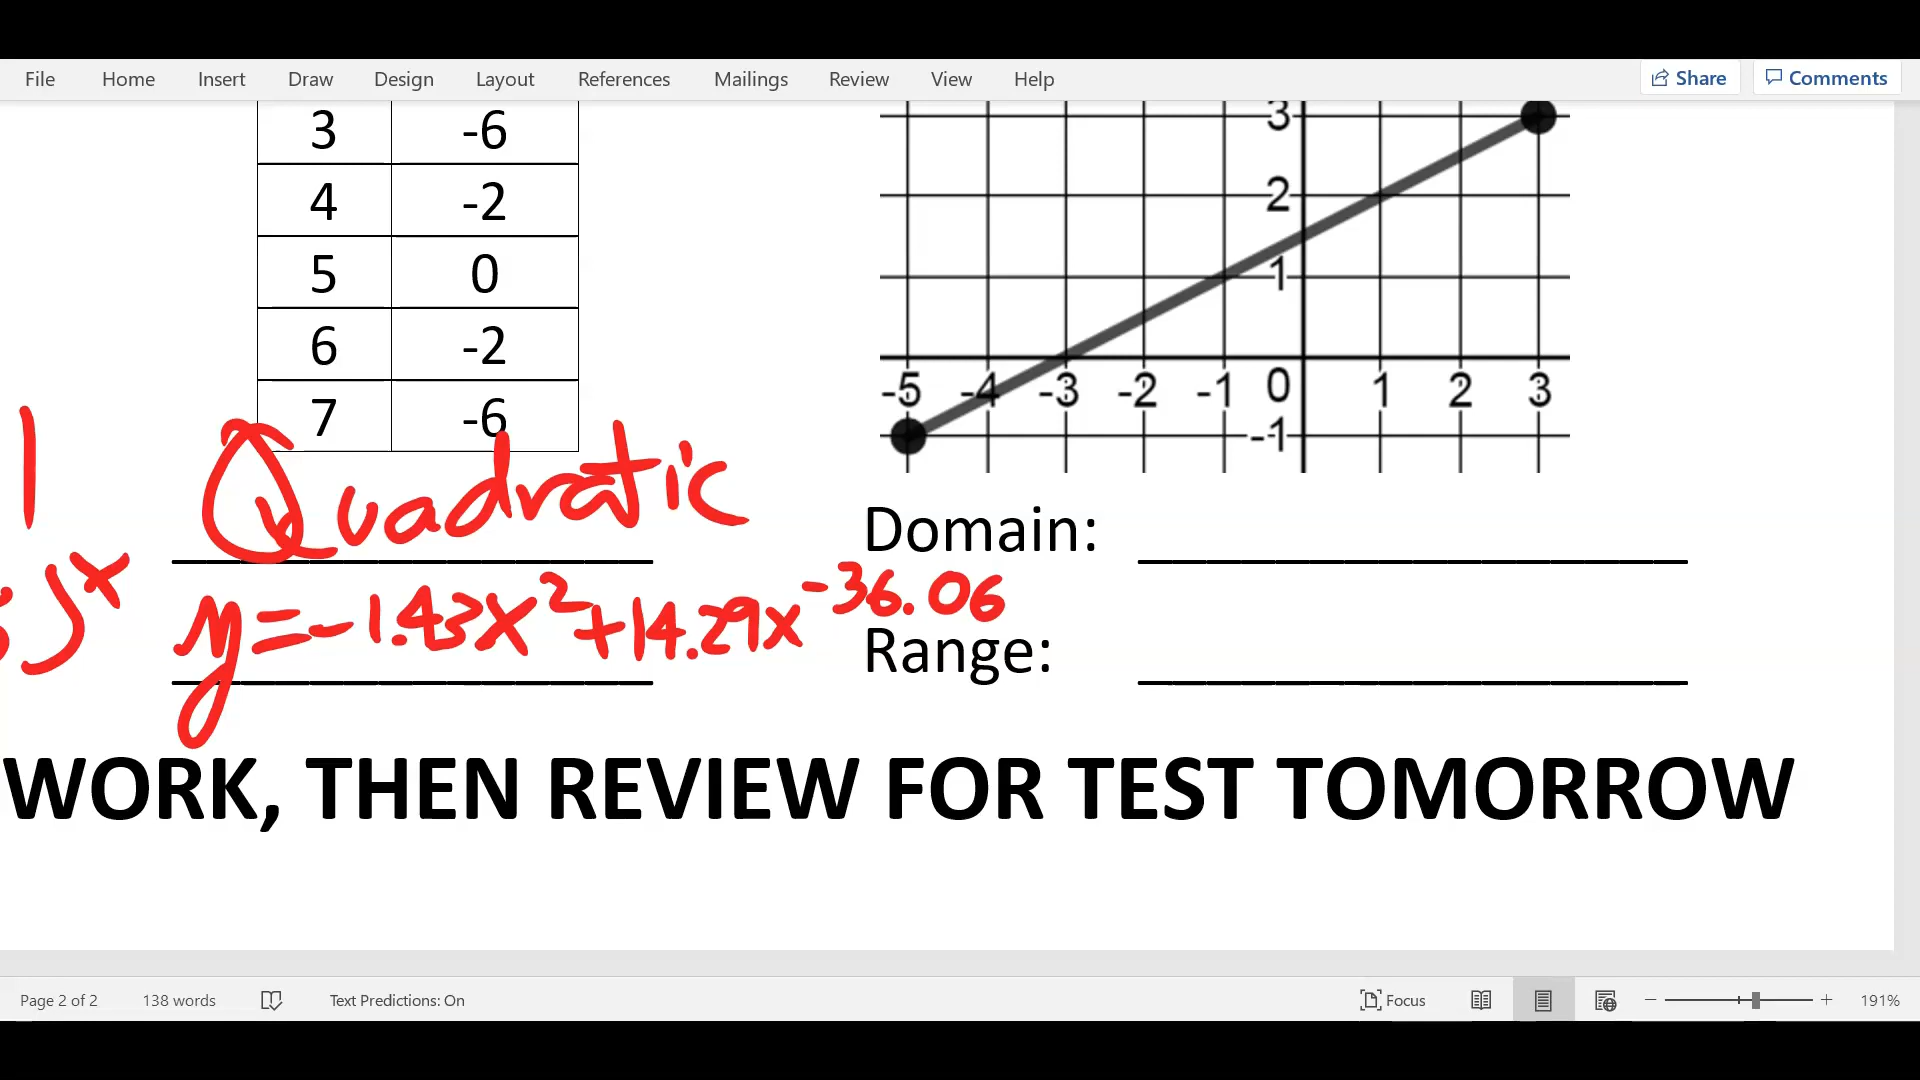 File Home Insert Draw Design Layout References Mailings Review View Help Share Comments
3 -6
4 -2
5 0
6 -2
7 -6
3
2
1
-5 -4 -3 -2 -1 0 1 2 3
-1
Quadratic
Domain:
y=-1.43x²+14.29x-36.06
Range:
WORK, THEN REVIEW FOR TEST TOMORROW
Page 2 of 2 138 words Text Predictions: On Focus 191%